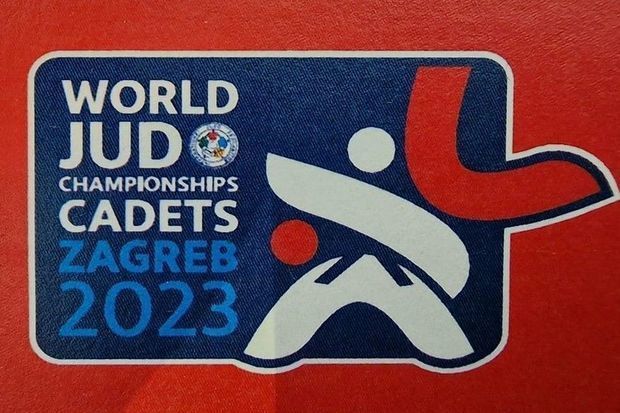 WORLD
JUDO
CHAMPIONSHIPS
CADETS
ZAGREB
2023